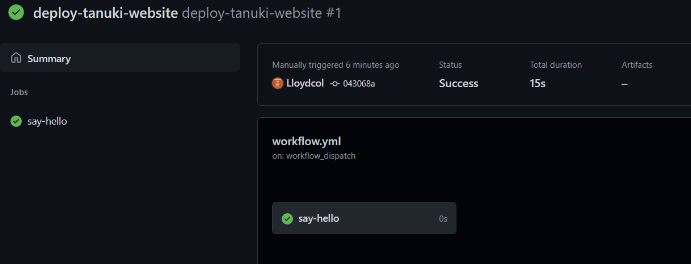 deploy-tanuki-website deploy-tanuki-website #1
Summary
Jobs
say-hello
Manually triggered 6 minutes ago
Lloydcol 043068a
Status
Success
Total duration
15s
Artifacts
–
workflow.yml
on: workflow_dispatch
say-hello 0s